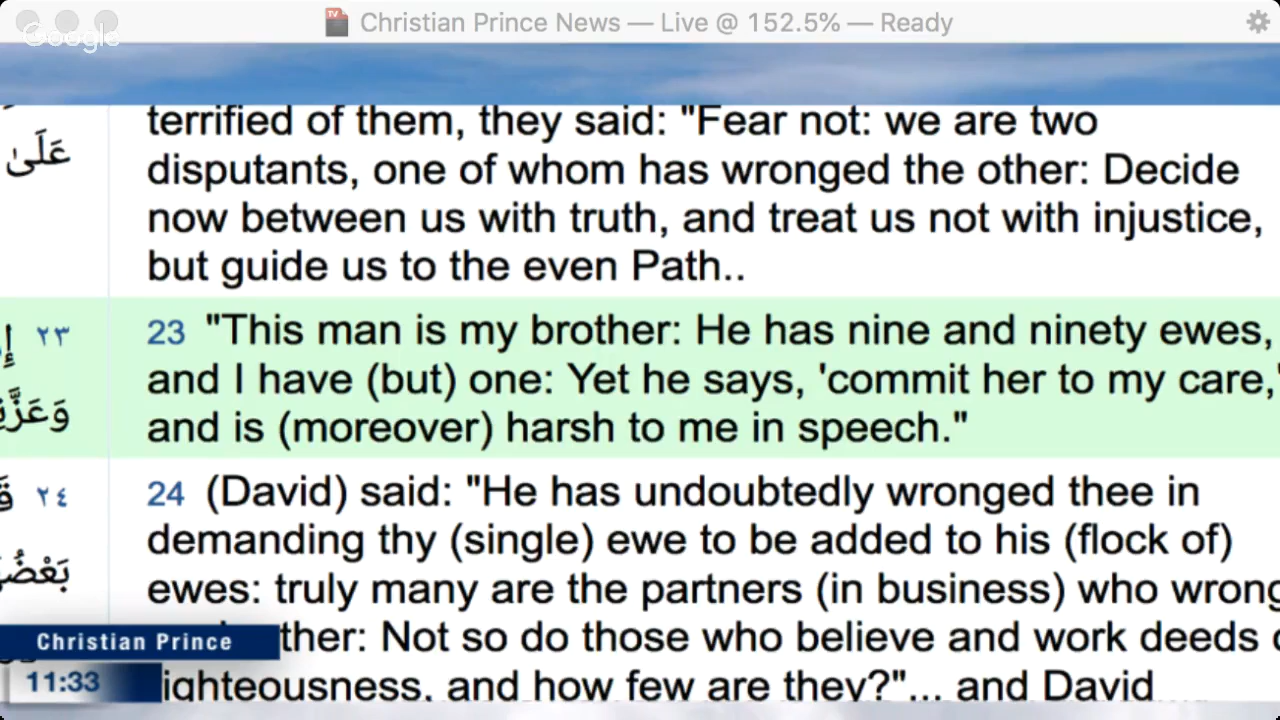 Christian Prince News — Live @ 152.5% — Ready
TV
Google
terrified of them, they said: "Fear not: we are two
عَلَىٰ
disputants, one of whom has wronged the other: Decide
now between us with truth, and treat us not with injustice,
but guide us to the even Path..
٢٣
23 "This man is my brother: He has nine and ninety ewes,
and I have (but) one: Yet he says, 'commit her to my care,'
and is (moreover) harsh to me in speech."
٢٤
24 (David) said: "He has undoubtedly wronged thee in
demanding thy (single) ewe to be added to his (flock of)
ewes: truly many are the partners (in business) who wrong
ther: Not so do those who believe and work deeds
ighteousness, and how few are they?"... and David
Christian Prince
11:33